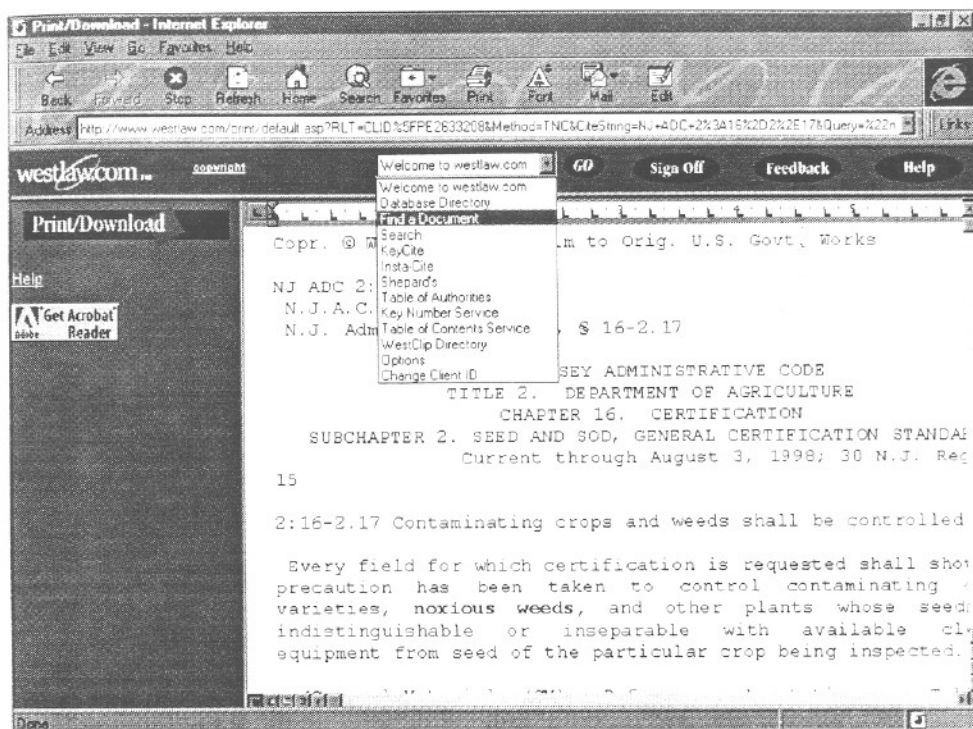 Print/Download - Internet Explorer
File Edit View Go Favorites Help
Back Forward Stop Refresh Home Search Favorites Print Font Mail Edit
Address http://www.westlaw.com/print/default.asp?RLT=CLID%5FPE2633208&Method=TNC&CiteString=NJ+ADC+2%3A16%2D2%2E17&Query=%22n Links
westlaw.com copyright Welcome to westlaw.com GO Sign Off Feedback Help
Welcome to westlaw.com
Database Directory
Find a Document
Search
KeyCite
Insta-Cite
Shepard's
Table of Authorities
Key Number Service
Table of Contents Service
WestClip Directory
Options
Change Client ID
Print/Download
Help
Get Acrobat
Adobe Reader
3 4 5
Copr. © W m to Orig. U.S. Govt. Works
NJ ADC 2:
N.J.A.C.
N.J. Adm , § 16-2.17
SEY ADMINISTRATIVE CODE
TITLE 2. DEPARTMENT OF AGRICULTURE
CHAPTER 16. CERTIFICATION
SUBCHAPTER 2. SEED AND SOD, GENERAL CERTIFICATION STANDAR
Current through August 3, 1998; 30 N.J. Reg
15
2:16-2.17 Contaminating crops and weeds shall be controlled
Every field for which certification is requested shall show
precaution has been taken to control contaminating
varieties, noxious weeds, and other plants whose seed
indistinguishable or inseparable with available cl
equipment from seed of the particular crop being inspected.
Done